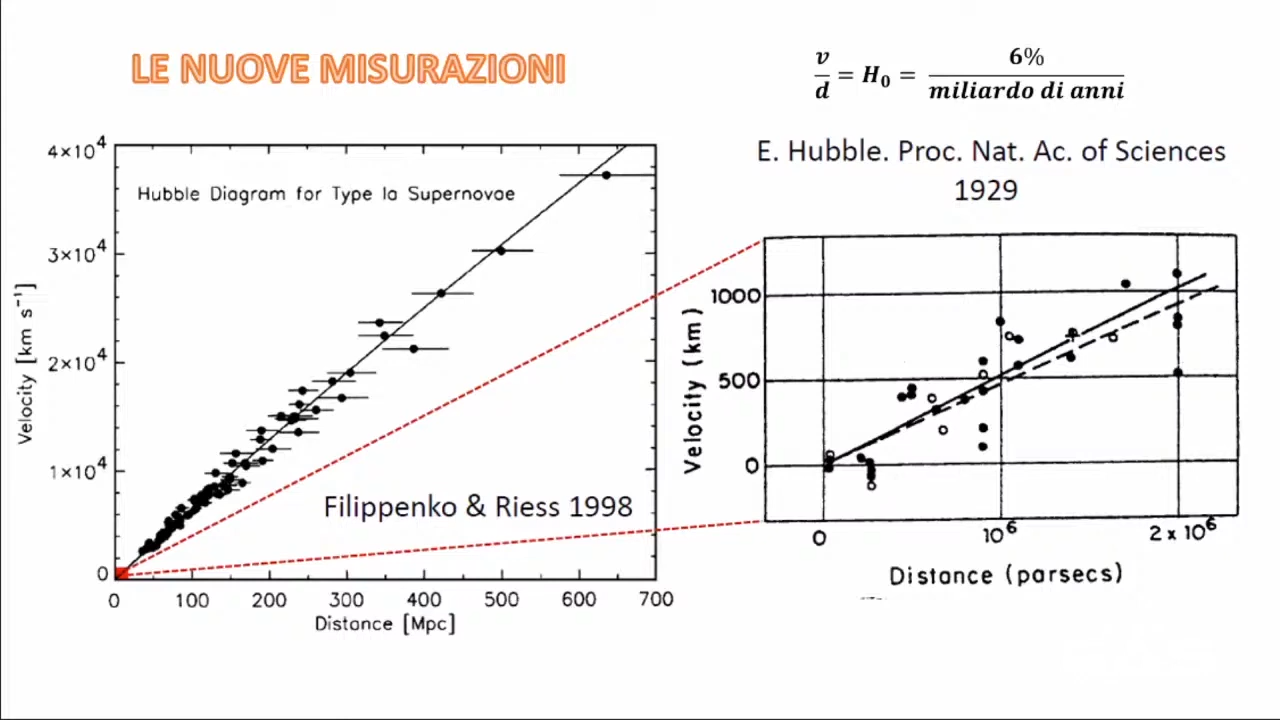 LE NUOVE MISURAZIONI
v/d = H₀ = 6%/miliardo di anni
E. Hubble. Proc. Nat. Ac. of Sciences
1929
Hubble Diagram for Type Ia Supernovae
4×10⁴
3×10⁴
2×10⁴
1×10⁴
0
Velocity [km s⁻¹]
Filippenko & Riess 1998
0 100 200 300 400 500 600 700
Distance [Mpc]
1000
500
0
Velocity (km)
0 10⁶ 2 x 10⁶
Distance (parsecs)